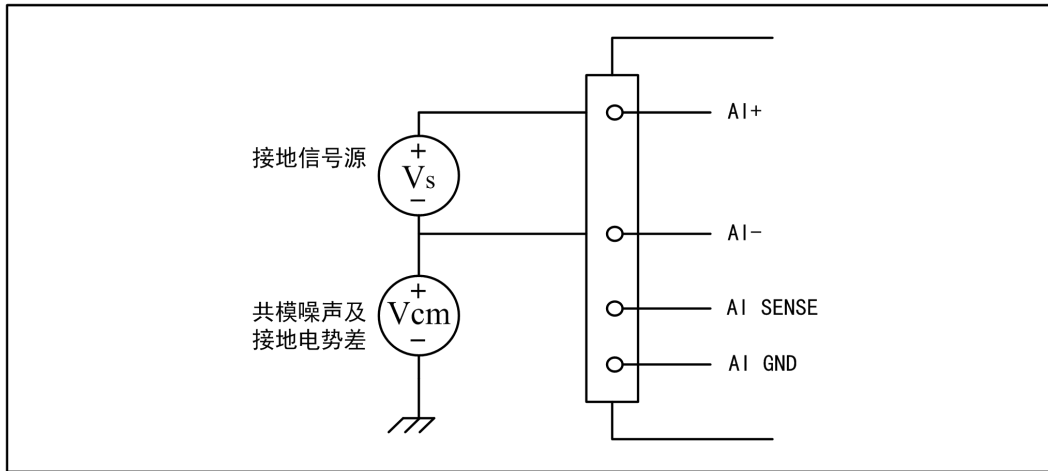 接地信号源
+
Vs
−
共模噪声及
接地电势差
+
Vcm
−
AI+
AI−
AI SENSE
AI GND